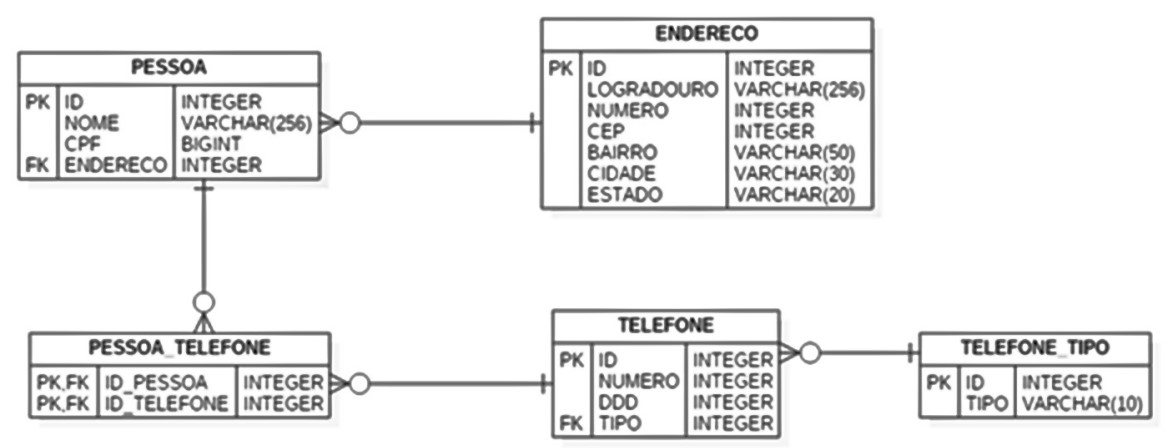 ENDERECO
PK ID INTEGER
LOGRADOURO VARCHAR(256)
NUMERO INTEGER
CEP INTEGER
BAIRRO VARCHAR(50)
CIDADE VARCHAR(30)
ESTADO VARCHAR(20)
PESSOA
PK ID INTEGER
NOME VARCHAR(256)
CPF BIGINT
FK ENDERECO INTEGER
PESSOA_TELEFONE
PK,FK ID_PESSOA INTEGER
PK,FK ID_TELEFONE INTEGER
TELEFONE
PK ID INTEGER
NUMERO INTEGER
DDD INTEGER
FK TIPO INTEGER
TELEFONE_TIPO
PK ID INTEGER
TIPO VARCHAR(10)